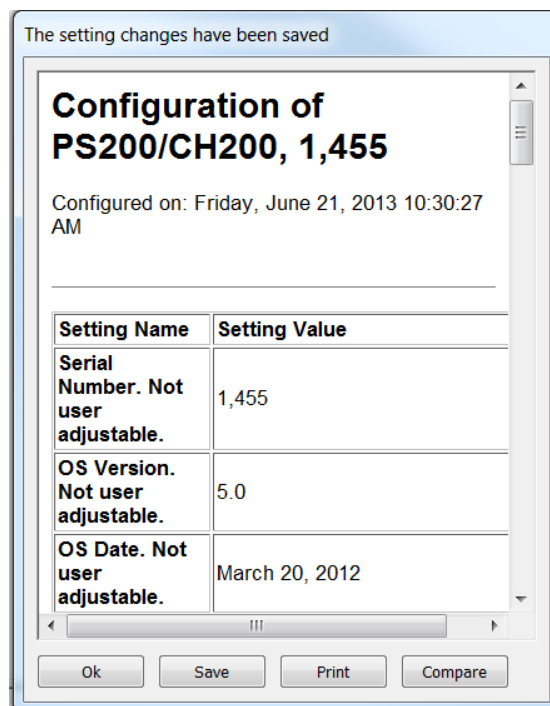 The setting changes have been saved
Configuration of
PS200/CH200, 1,455
Configured on: Friday, June 21, 2013 10:30:27
AM
Setting Name Setting Value
Serial
Number. Not
user
adjustable.
1,455
OS Version.
Not user
adjustable.
5.0
OS Date. Not
user
adjustable.
March 20, 2012
Ok Save Print Compare